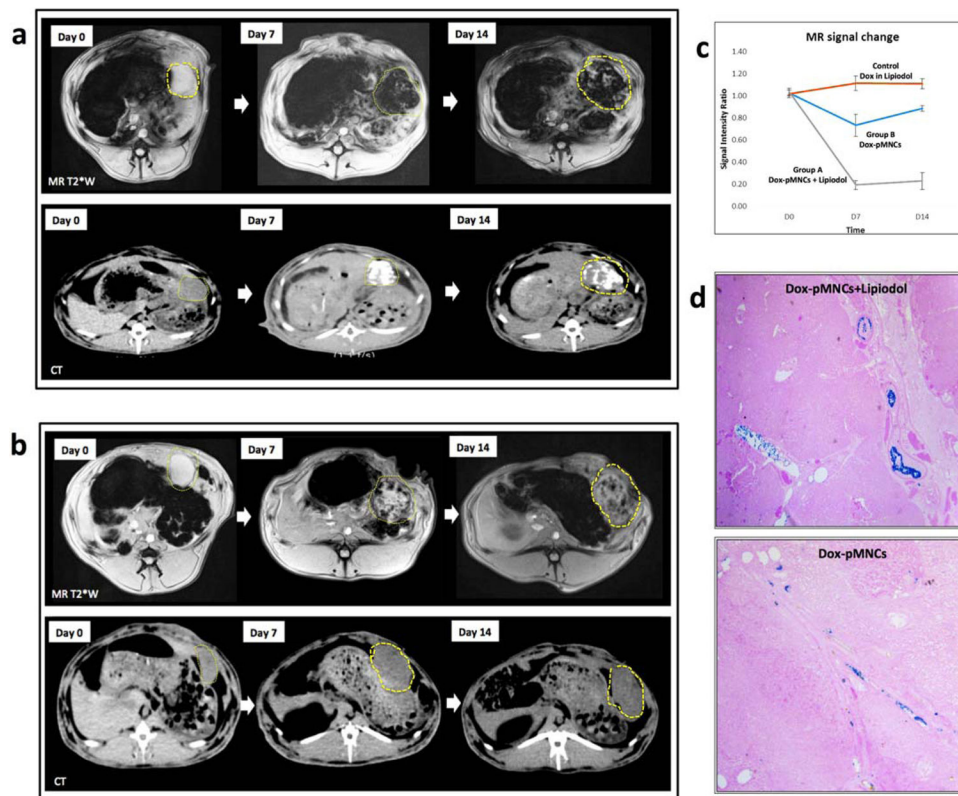 a
Day 0
Day 7
Day 14
MR T2*W
Day 0
Day 7
Day 14
CT
b
Day 0
Day 7
Day 14
MR T2*W
Day 0
Day 7
Day 14
CT
c
MR signal change
Signal Intensity Ratio
1.40
1.20
1.00
0.80
0.60
0.40
0.20
0.00
Control
Dox in Lipiodol
Group B
Dox-pMNCs
Group A
Dox-pMNCs + Lipiodol
D0
D7
D14
Time
d
Dox-pMNCs+Lipiodol
Dox-pMNCs